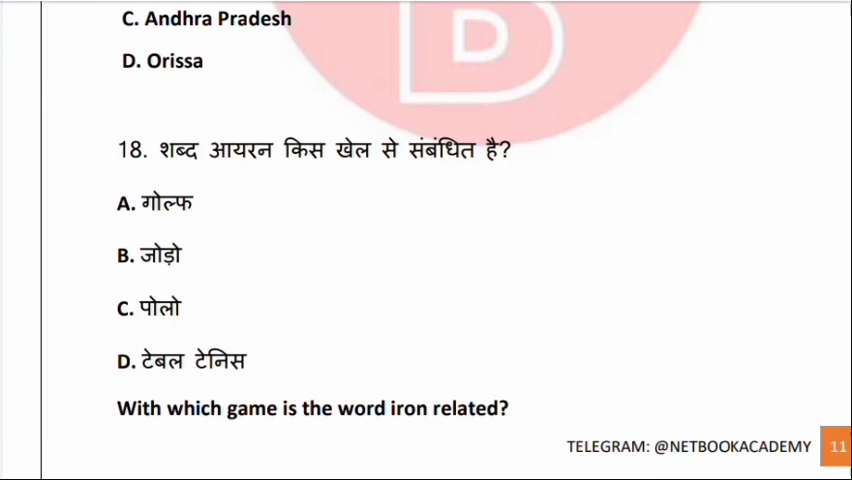 C. Andhra Pradesh
D. Orissa
18. शब्द आयरन किस खेल से संबंधित है?
A. गोल्फ
B. जोड़ो
C. पोलो
D. टेबल टेनिस
With which game is the word iron related?
TELEGRAM: @NETBOOKACADEMY 11